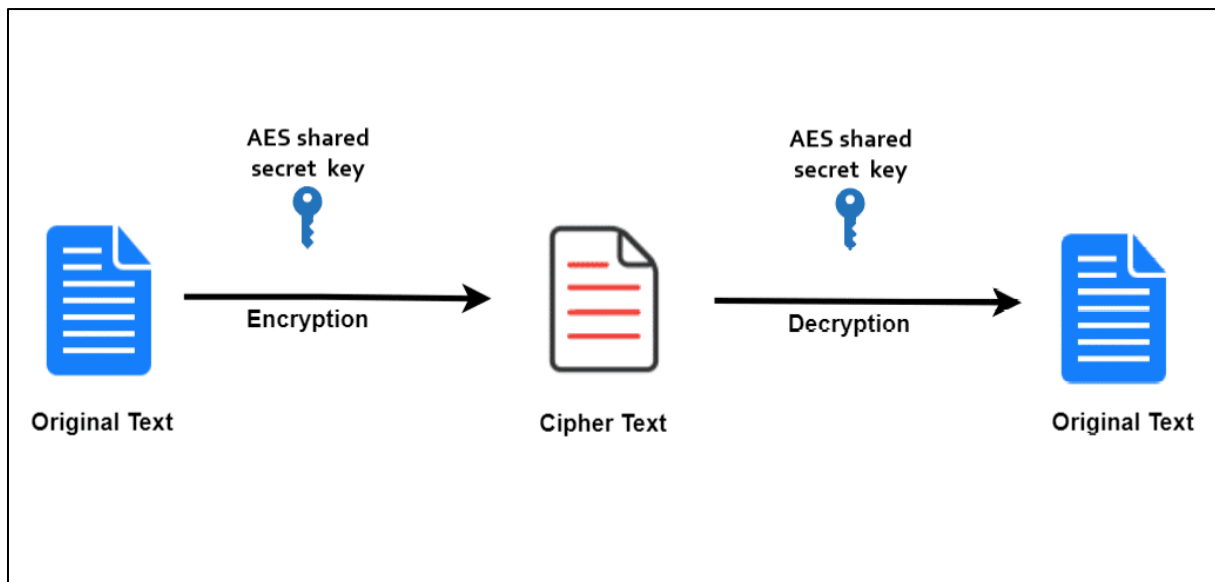 AES shared
secret key
AES shared
secret key
Encryption
Decryption
Original Text
Cipher Text
Original Text